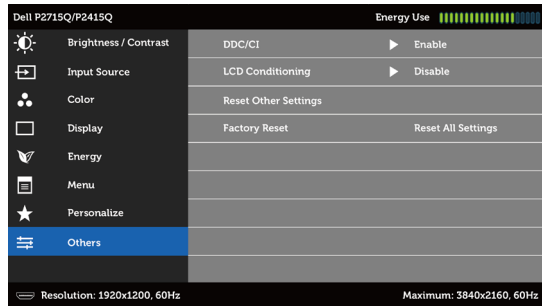 Dell P2715Q/P2415Q Energy Use
Brightness / Contrast DDC/CI Enable
Input Source LCD Conditioning Disable
Color Reset Other Settings
Display Factory Reset Reset All Settings
Energy
Menu
Personalize
Others
Resolution: 1920x1200, 60Hz Maximum: 3840x2160, 60Hz